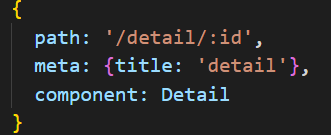 {
path: '/detail/:id',
meta: {title: 'detail'},
component: Detail
}